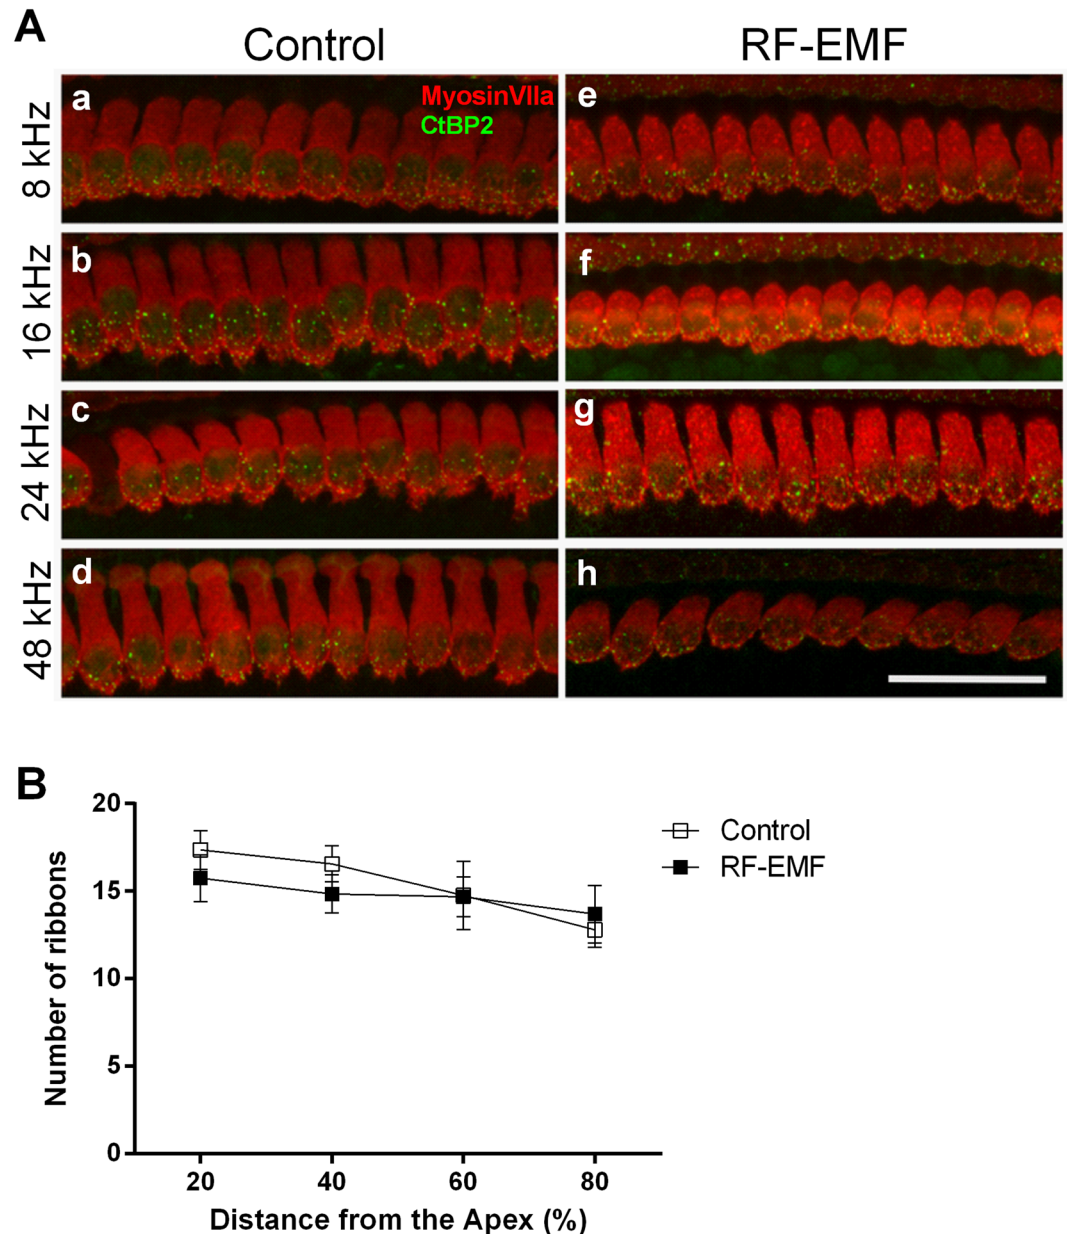 A
Control
RF-EMF
8 kHz
a
MyosinVIIa
CtBP2
e
16 kHz
b
f
24 kHz
c
g
48 kHz
d
h
B
Number of ribbons
20
15
10
5
0
20 40 60 80
Distance from the Apex (%)
Control
RF-EMF